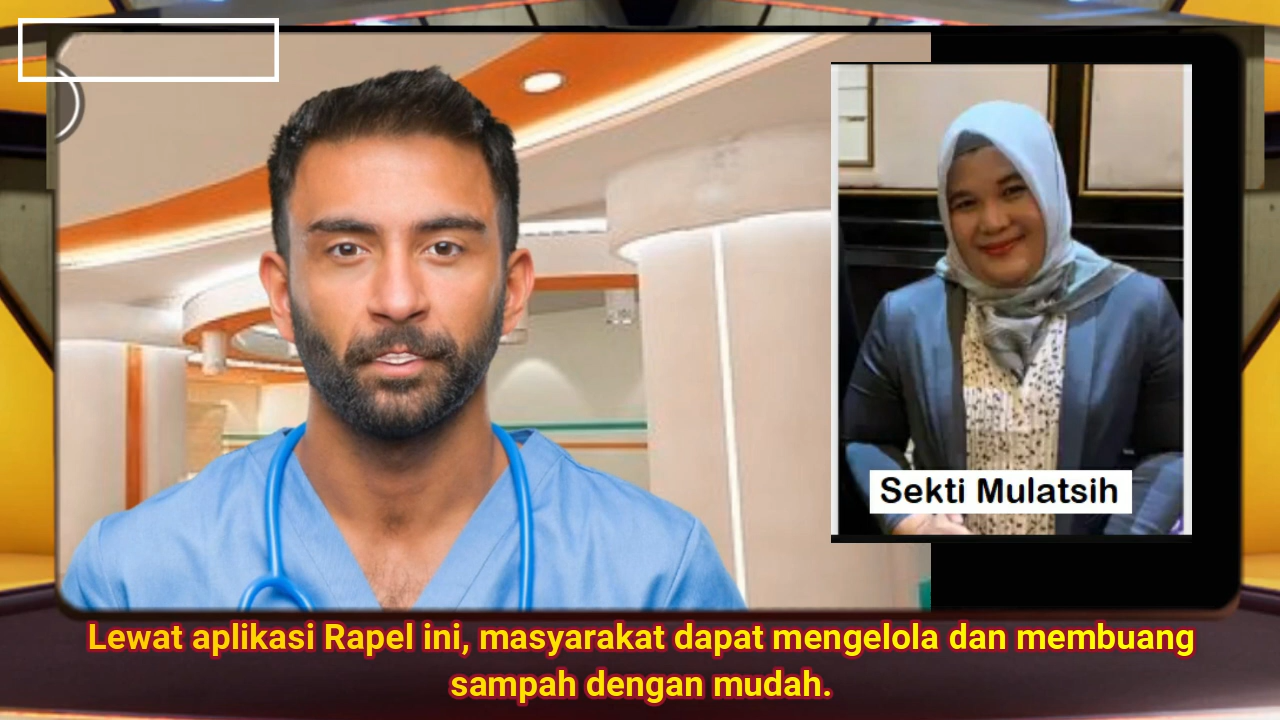 Sekti Mulatsih
Lewat aplikasi Rapel ini, masyarakat dapat mengelola dan membuang
sampah dengan mudah.